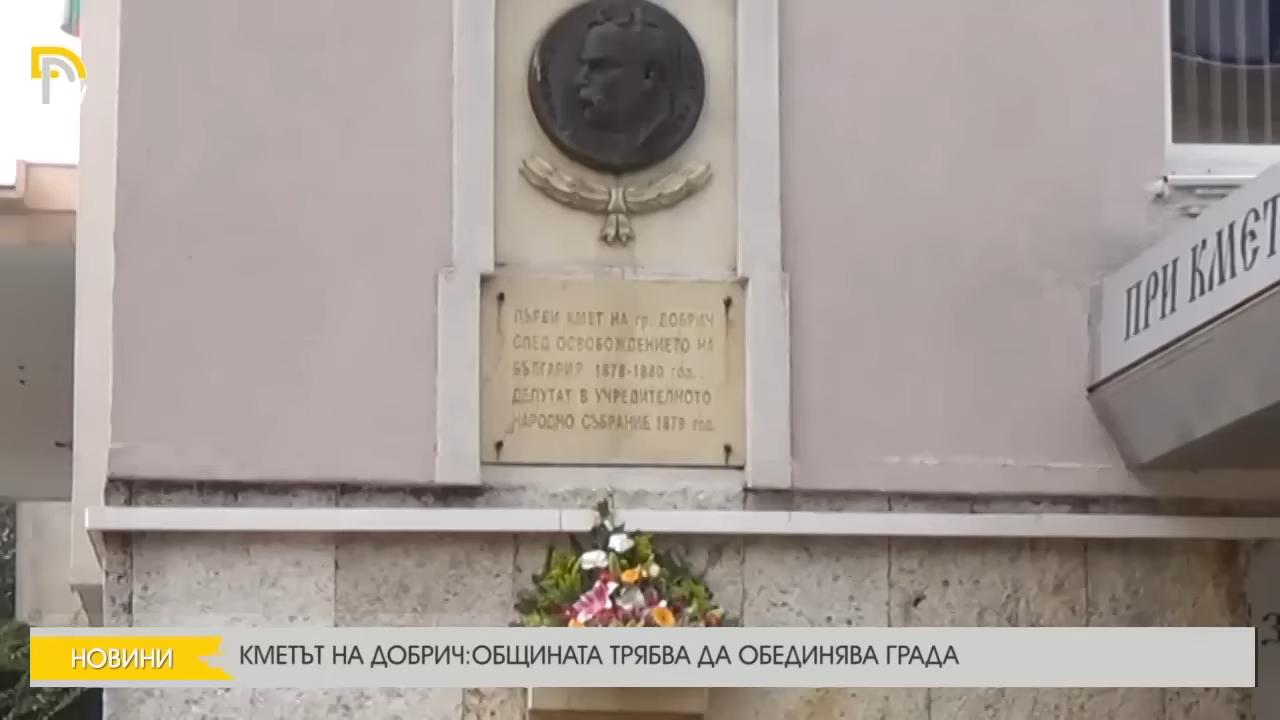 ПРИ КМЕТ
ПЪРВИ КМЕТ НА гр. ДОБРИЧ
СЛЕД ОСВОБОЖДЕНИЕТО НА
БЪЛГАРИЯ 1878-1880 год.
ДЕПУТАТ В УЧРЕДИТЕЛНОТО
НАРОДНО СЪБРАНИЕ 1879 год.
НОВИНИ
КМЕТЪТ НА ДОБРИЧ:ОБЩИНАТА ТРЯБВА ДА ОБЕДИНЯВА ГРАДА